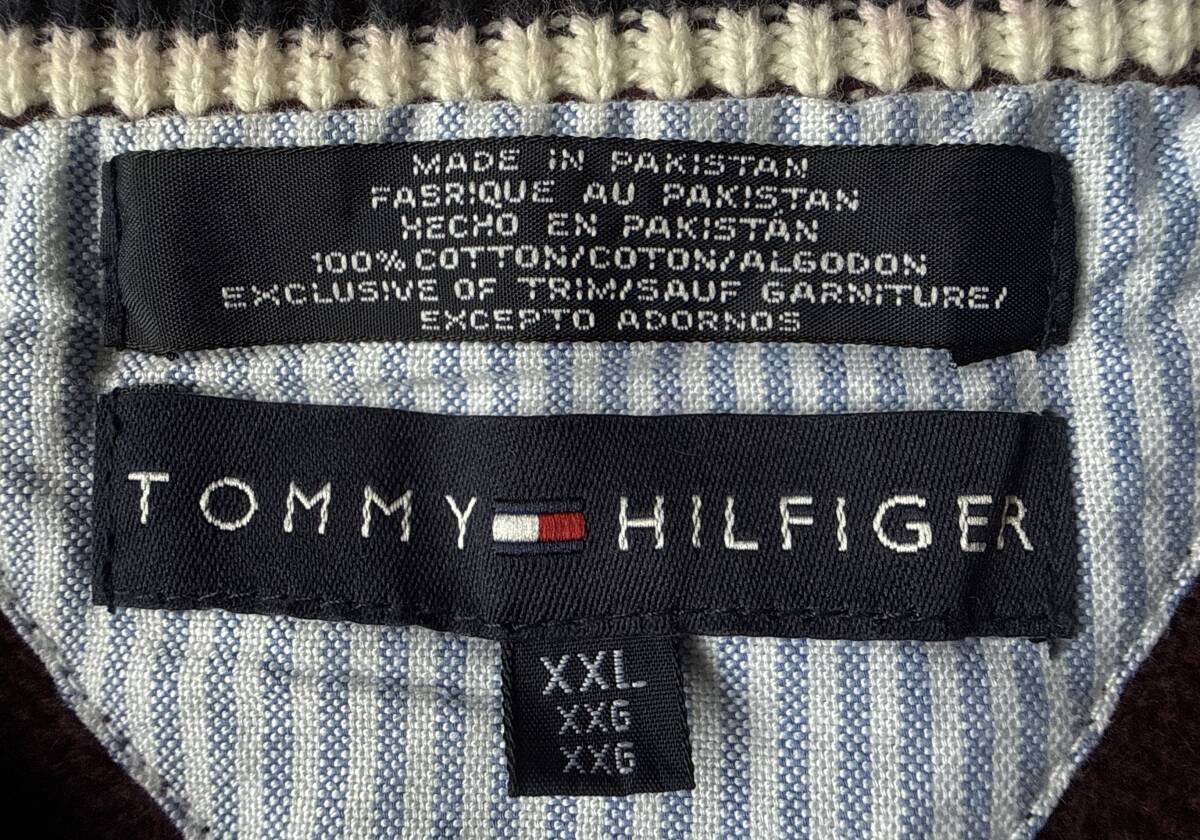 MADE IN PAKISTAN
FABRIQUE AU PAKISTAN
HECHO EN PAKISTÁN
100% COTTON/COTON/ALGODON
EXCLUSIVE OF TRIM/SAUF GARNITURE/
EXCEPTO ADORNOS
TOMMY HILFIGER
XXL
XXG
XXG